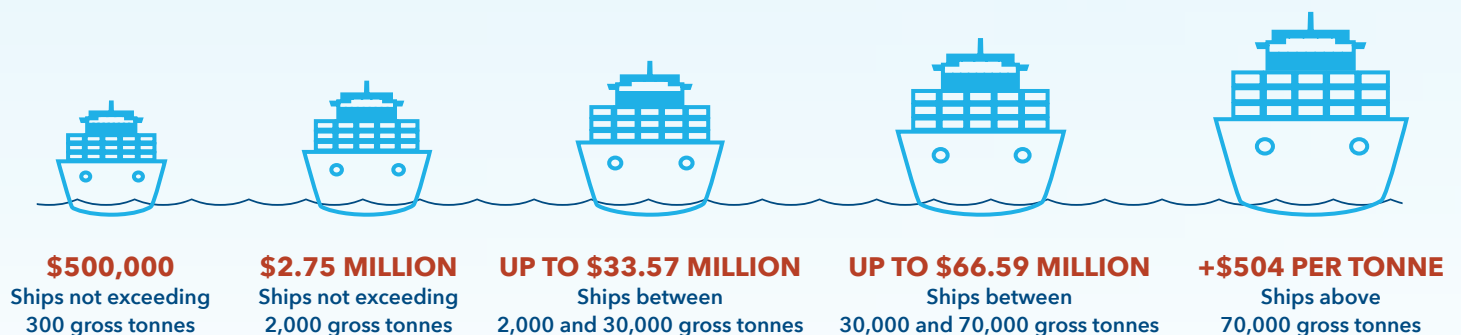 $500,000
Ships not exceeding
300 gross tonnes
$2.75 MILLION
Ships not exceeding
2,000 gross tonnes
UP TO $33.57 MILLION
Ships between
2,000 and 30,000 gross tonnes
UP TO $66.59 MILLION
Ships between
30,000 and 70,000 gross tonnes
+$504 PER TONNE
Ships above
70,000 gross tonnes